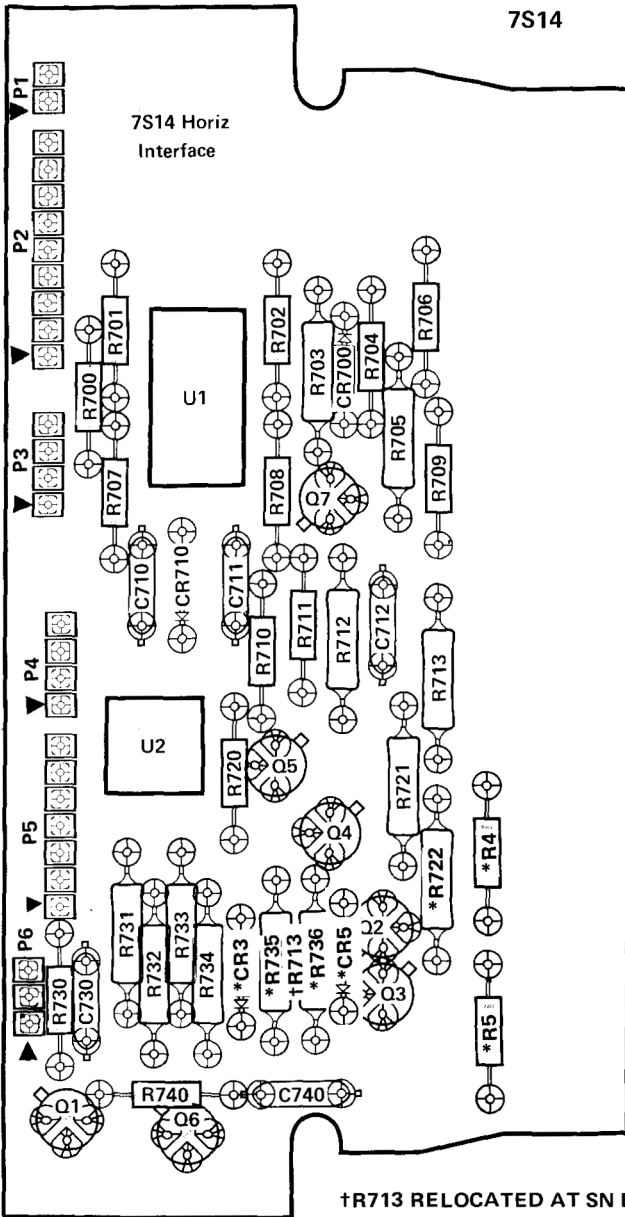 7S14
7S14 Horiz
Interface
P1
P2
P3
P4
P5
P6
R701
R700
R707
U1
R702
R703
CR700
R704
R706
R705
R708
Q7
R709
C710
CR710
C711
R710
R711
R712
C712
R713
U2
R720
Q5
R721
Q4
*R722
*R4
R731
R732
R733
R734
*CR3
*R735
†R713
*R736
*CR5
Q2
Q3
*R5
R730
C730
Q1
R740
Q6
C740
†R713 RELOCATED AT SN